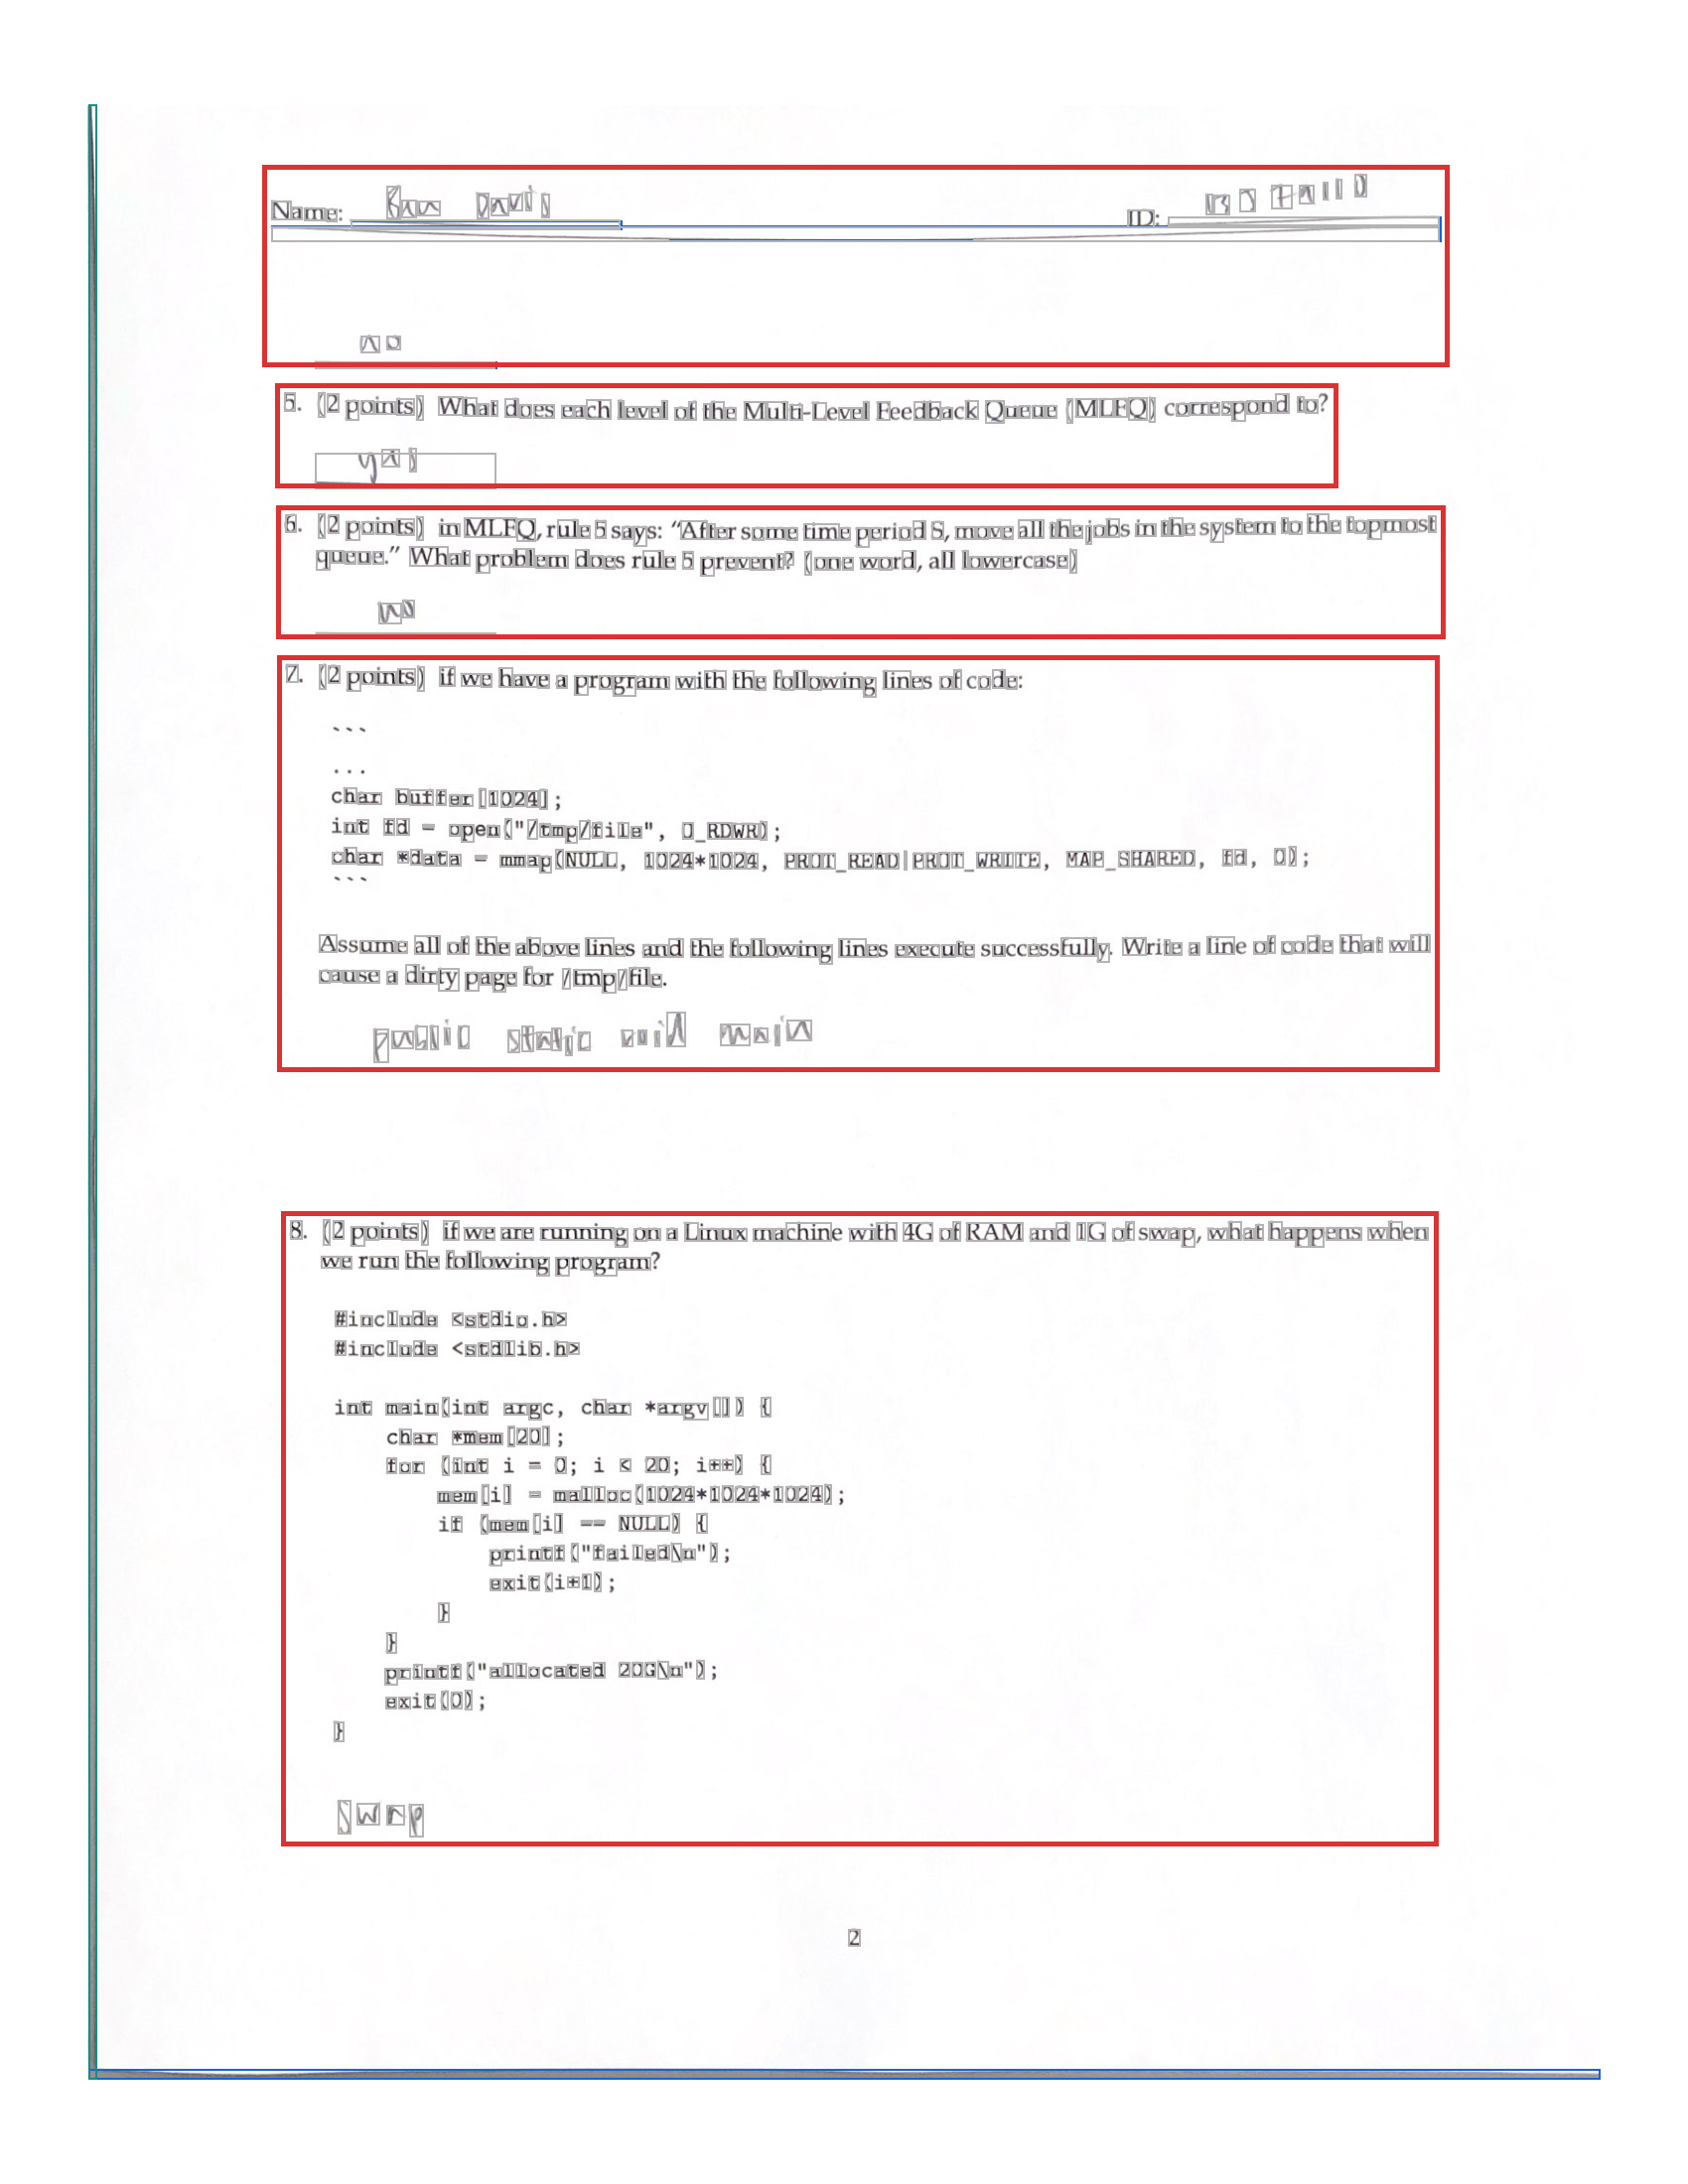 Name: Ban Davis ID:
no
5. (2 points) What does each level of the Multi-Level Feedback Queue (MLFQ) correspond to?
yes
6. (2 points) in MLFQ, rule 5 says: “After some time period S, move all the jobs in the system to the topmost
queue.” What problem does rule 5 prevent? (one word, all lowercase)
no
7. (2 points) if we have a program with the following lines of code:
```
...
char buffer[1024];
int fd = open("/tmp/file", O_RDWR);
char *data = mmap(NULL, 1024*1024, PROT_READ|PROT_WRITE, MAP_SHARED, fd, 0);
```
Assume all of the above lines and the following lines execute successfully. Write a line of code that will
cause a dirty page for /tmp/file.
public static void main
8. (2 points) if we are running on a Linux machine with 4G of RAM and 1G of swap, what happens when
we run the following program?
#include <stdio.h>
#include <stdlib.h>
int main(int argc, char *argv[]) {
char *mem[20];
for (int i = 0; i < 20; i++) {
mem[i] = malloc(1024*1024*1024);
if (mem[i] == NULL) {
printf("failed\n");
exit(i+1);
}
}
printf("allocated 20G\n");
exit(0);
}
swap
2